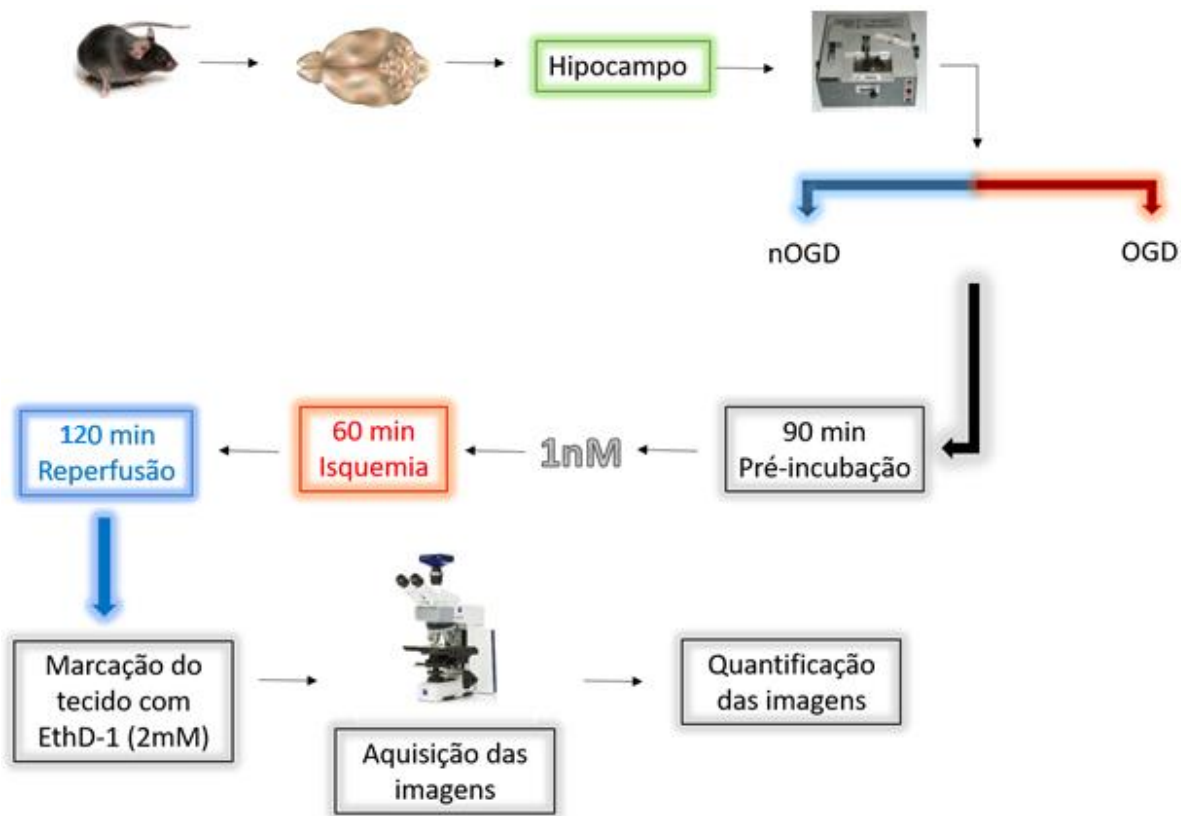 Hipocampo
nOGD
OGD
90 min
Pré-incubação
1nM
60 min
Isquemia
120 min
Reperfusão
Marcação do
tecido com
EthD-1 (2mM)
Aquisição das
imagens
Quantificação
das imagens